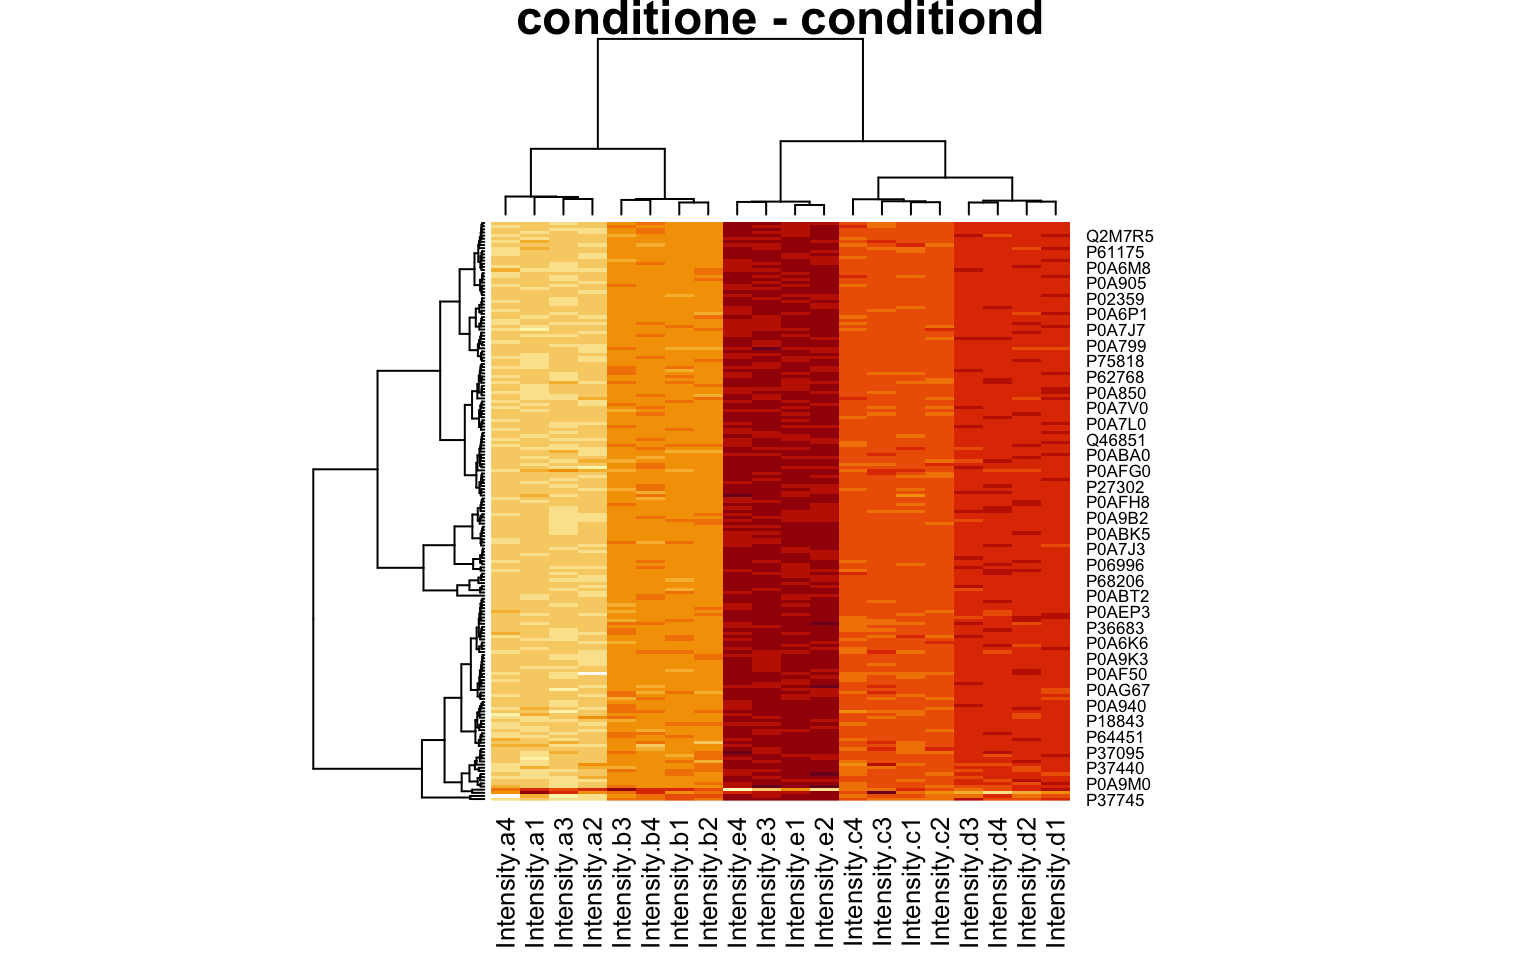 conditione - conditiond
Q2M7R5
P61175
P0A6M8
P0A905
P02359
P0A6P1
P0A7J7
P0A799
P75818
P62768
P0A850
P0A7V0
P0A7L0
Q46851
P0ABA0
P0AFG0
P27302
P0AFH8
P0A9B2
P0ABK5
P0A7J3
P06996
P68206
P0ABT2
P0AEP3
P36683
P0A6K6
P0A9K3
P0AF50
P0AG67
P0A940
P18843
P64451
P37095
P37440
P0A9M0
P37745
Intensity.a4
Intensity.a1
Intensity.a3
Intensity.a2
Intensity.b3
Intensity.b4
Intensity.b1
Intensity.b2
Intensity.e4
Intensity.e3
Intensity.e1
Intensity.e2
Intensity.c4
Intensity.c3
Intensity.c1
Intensity.c2
Intensity.d3
Intensity.d4
Intensity.d2
Intensity.d1